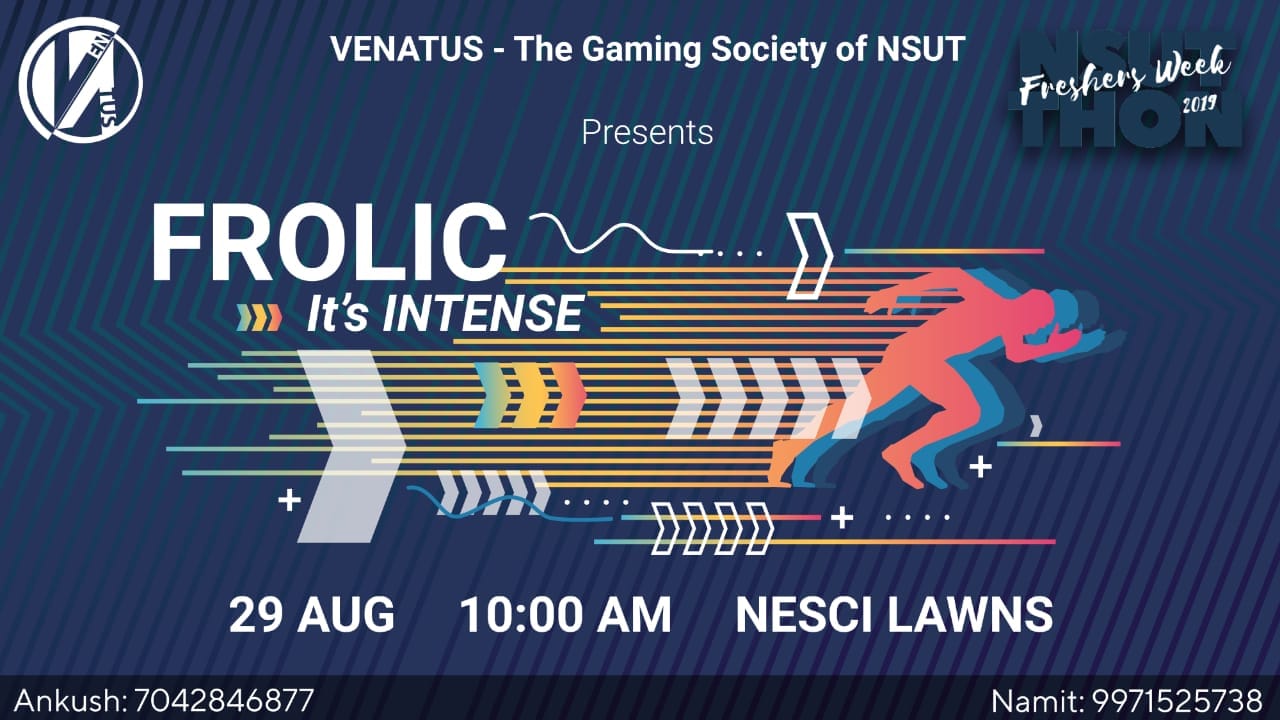 VENATUS - The Gaming Society of NSUT
VENATUS
NSUT
Freshers Week
2019
THON
Presents
FROLIC
It's INTENSE
29 AUG 10:00 AM NESCI LAWNS
Ankush: 7042846877
Namit: 9971525738